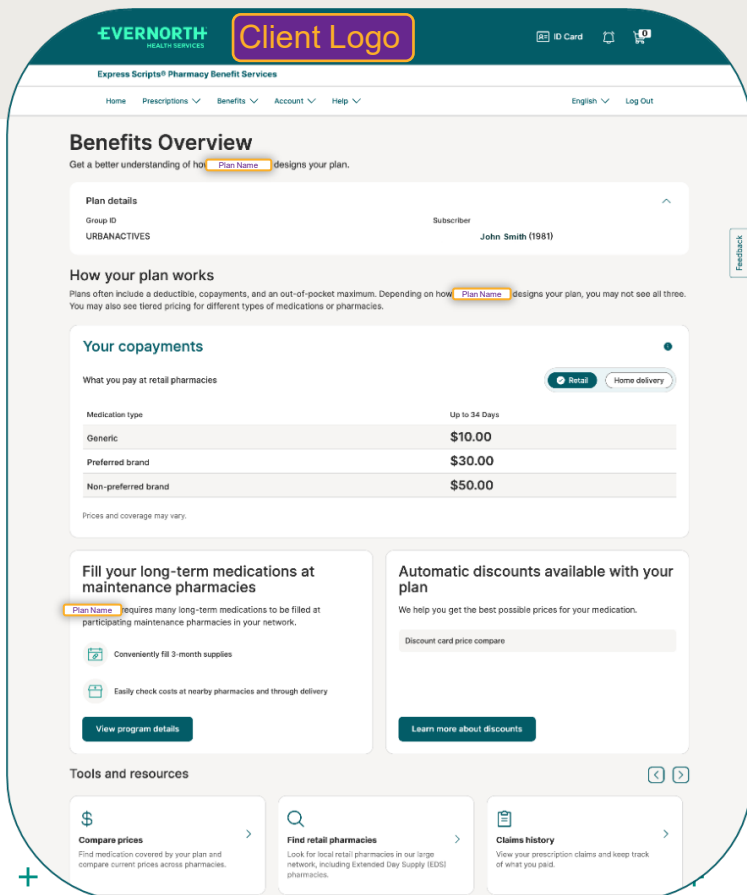 EVERNORTH
HEALTH SERVICES
Client Logo
ID Card
0
Express Scripts® Pharmacy Benefit Services
Home Prescriptions Benefits Account Help English Log Out
Benefits Overview
Get a better understanding of how Plan Name designs your plan.
Plan details
Group ID Subscriber
URBANACTIVES John Smith (1981)
Feedback
How your plan works
Plans often include a deductible, copayments, and an out-of-pocket maximum. Depending on how Plan Name designs your plan, you may not see all three.
You may also see tiered pricing for different types of medications or pharmacies.
Your copayments
What you pay at retail pharmacies Retail Home delivery
Medication type Up to 34 Days
Generic $10.00
Preferred brand $30.00
Non-preferred brand $50.00
Prices and coverage may vary.
Fill your long-term medications at
maintenance pharmacies
Plan Name requires many long-term medications to be filled at
participating maintenance pharmacies in your network.
Conveniently fill 3-month supplies
Easily check costs at nearby pharmacies and through delivery
View program details
Automatic discounts available with your
plan
We help you get the best possible prices for your medication.
Discount card price compare
Learn more about discounts
Tools and resources
Compare prices
Find medication covered by your plan and
compare current prices across pharmacies.
Find retail pharmacies
Look for local retail pharmacies in our large
network, including Extended Day Supply (EDS)
pharmacies.
Claims history
View your prescription claims and keep track
of what you paid.